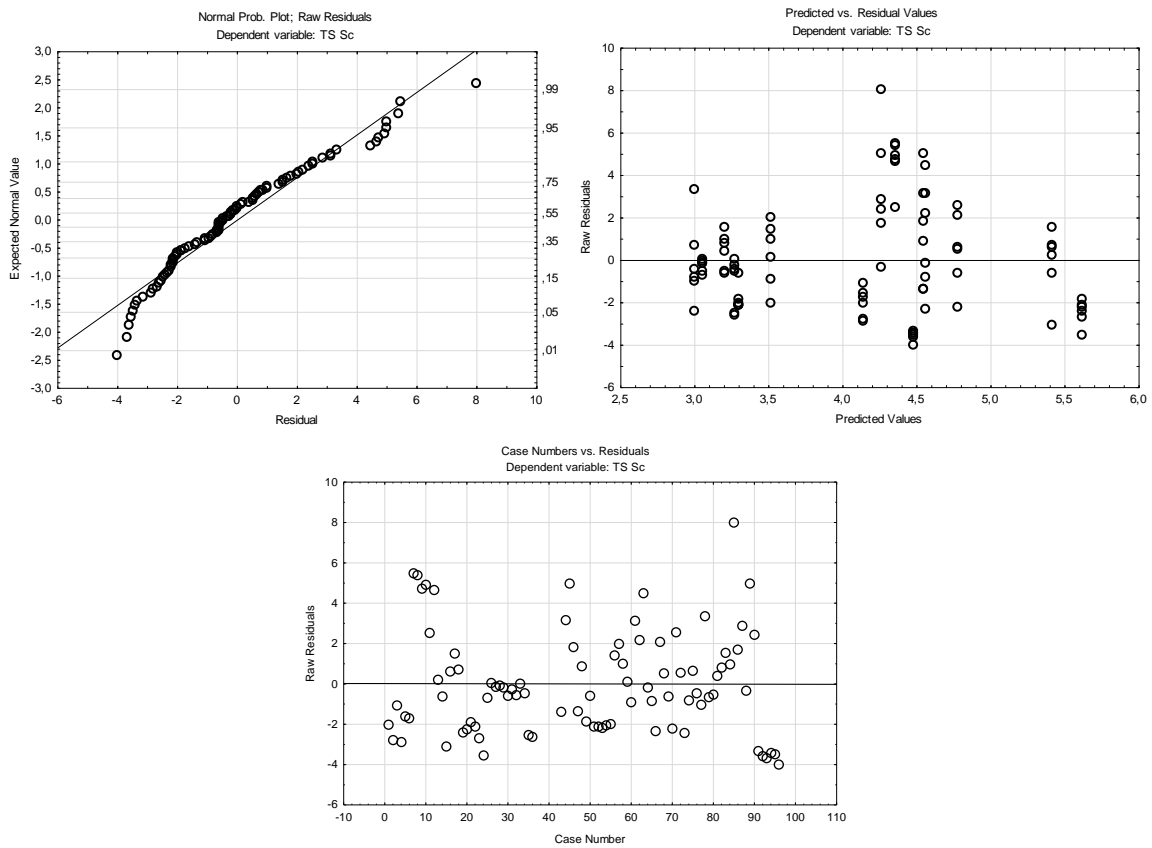 Normal Prob. Plot; Raw Residuals
Dependent variable: TS Sc
3,0
2,5
2,0
1,5
1,0
0,5
0,0
-0,5
-1,0
-1,5
-2,0
-2,5
-3,0
Expected Normal Value
,99
,95
,75
,55
,35
,15
,05
,01
-6 -4 -2 0 2 4 6 8 10
Residual
Predicted vs. Residual Values
Dependent variable: TS Sc
10
8
6
4
2
0
-2
-4
-6
Raw Residuals
2,5 3,0 3,5 4,0 4,5 5,0 5,5 6,0
Predicted Values
Case Numbers vs. Residuals
Dependent variable: TS Sc
10
8
6
4
2
0
-2
-4
-6
Raw Residuals
-10 0 10 20 30 40 50 60 70 80 90 100 110
Case Number